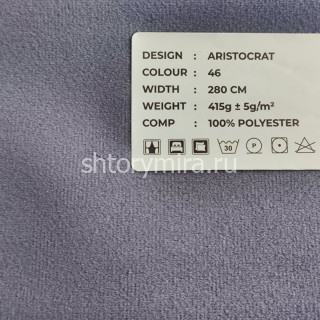 DESIGN : ARISTOCRAT
COLOUR : 46
WIDTH : 280 CM
WEIGHT : 415g ± 5g/m²
COMP : 100% POLYESTER
30 P
shtorymira.ru